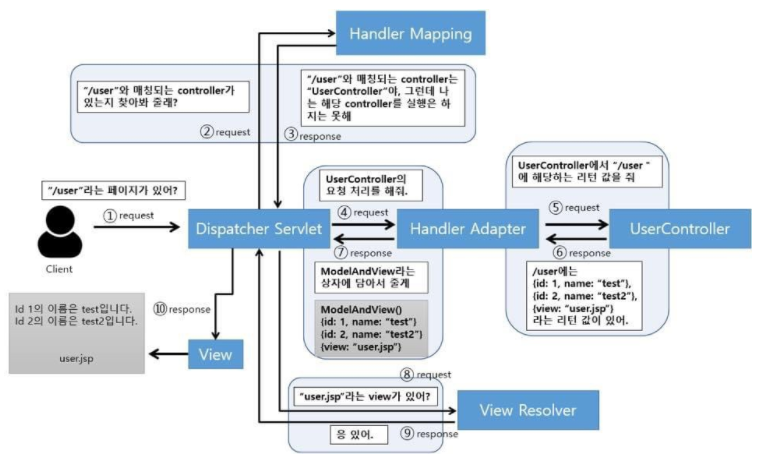 Handler Mapping
"/user"와 매칭되는 controller가
있는지 찾아봐 줄래?
"/user"와 매칭되는 controller는
"UserController"야, 그런데 나
는 해당 controller를 실행은 하
지는 못해
② request
③ response
"/user"라는 페이지가 있어?
① request
Client
Dispatcher Servlet
UserController의
요청 처리를 해줘.
④ request
⑦ response
Handler Adapter
UserController에서 "/user "
에 해당하는 리턴 값을 줘
⑤ request
⑥ response
UserController
ModelAndView라는
상자에 담아서 줄게
ModelAndView()
{id: 1, name: "test"}
{id: 2, name: "test2"}
{view: "user.jsp"}
/user에는
{id: 1, name: "test"},
{id: 2, name: "test2"},
{view: "user.jsp"}
라는 리턴 값이 있어.
⑩ response
Id 1의 이름은 test입니다.
Id 2의 이름은 test2입니다.
user.jsp
View
⑧ request
"user.jsp"라는 view가 있어?
View Resolver
응 있어.
⑨ response